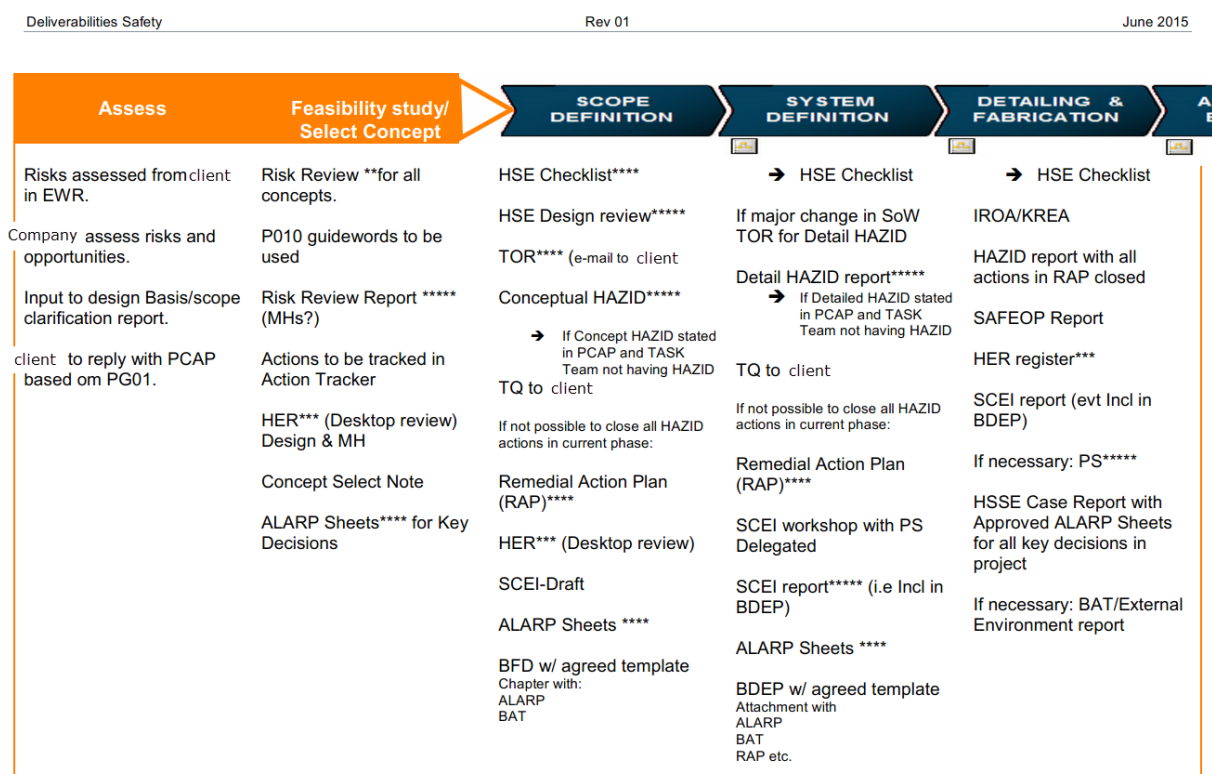 Deliverabilities Safety
Rev 01
June 2015
Assess
Feasibility study/
Select Concept
SCOPE
DEFINITION
SYSTEM
DEFINITION
DETAILING &
FABRICATION
Risks assessed from client
in EWR.
Company assess risks and
opportunities.
Input to design Basis/scope
clarification report.
client to reply with PCAP
based om PG01.
Risk Review **for all
concepts.
P010 guidewords to be
used
Risk Review Report *****
(MHs?)
Actions to be tracked in
Action Tracker
HER*** (Desktop review)
Design & MH
Concept Select Note
ALARP Sheets**** for Key
Decisions
HSE Checklist****
HSE Design review*****
TOR**** (e-mail to client
Conceptual HAZID*****
➔ If Concept HAZID stated
in PCAP and TASK
Team not having HAZID
TQ to client
If not possible to close all HAZID
actions in current phase:
Remedial Action Plan
(RAP)****
HER*** (Desktop review)
SCEI-Draft
ALARP Sheets ****
BFD w/ agreed template
Chapter with:
ALARP
BAT
➔ HSE Checklist
If major change in SoW
TOR for Detail HAZID
Detail HAZID report*****
➔ If Detailed HAZID stated
in PCAP and TASK
Team not having HAZID
TQ to client
If not possible to close all HAZID
actions in current phase:
Remedial Action Plan
(RAP)****
SCEI workshop with PS
Delegated
SCEI report***** (i.e Incl in
BDEP)
ALARP Sheets ****
BDEP w/ agreed template
Attachment with
ALARP
BAT
RAP etc.
➔ HSE Checklist
IROA/KREA
HAZID report with all
actions in RAP closed
SAFEOP Report
HER register***
SCEI report (evt Incl in
BDEP)
If necessary: PS*****
HSSE Case Report with
Approved ALARP Sheets
for all key decisions in
project
If necessary: BAT/External
Environment report